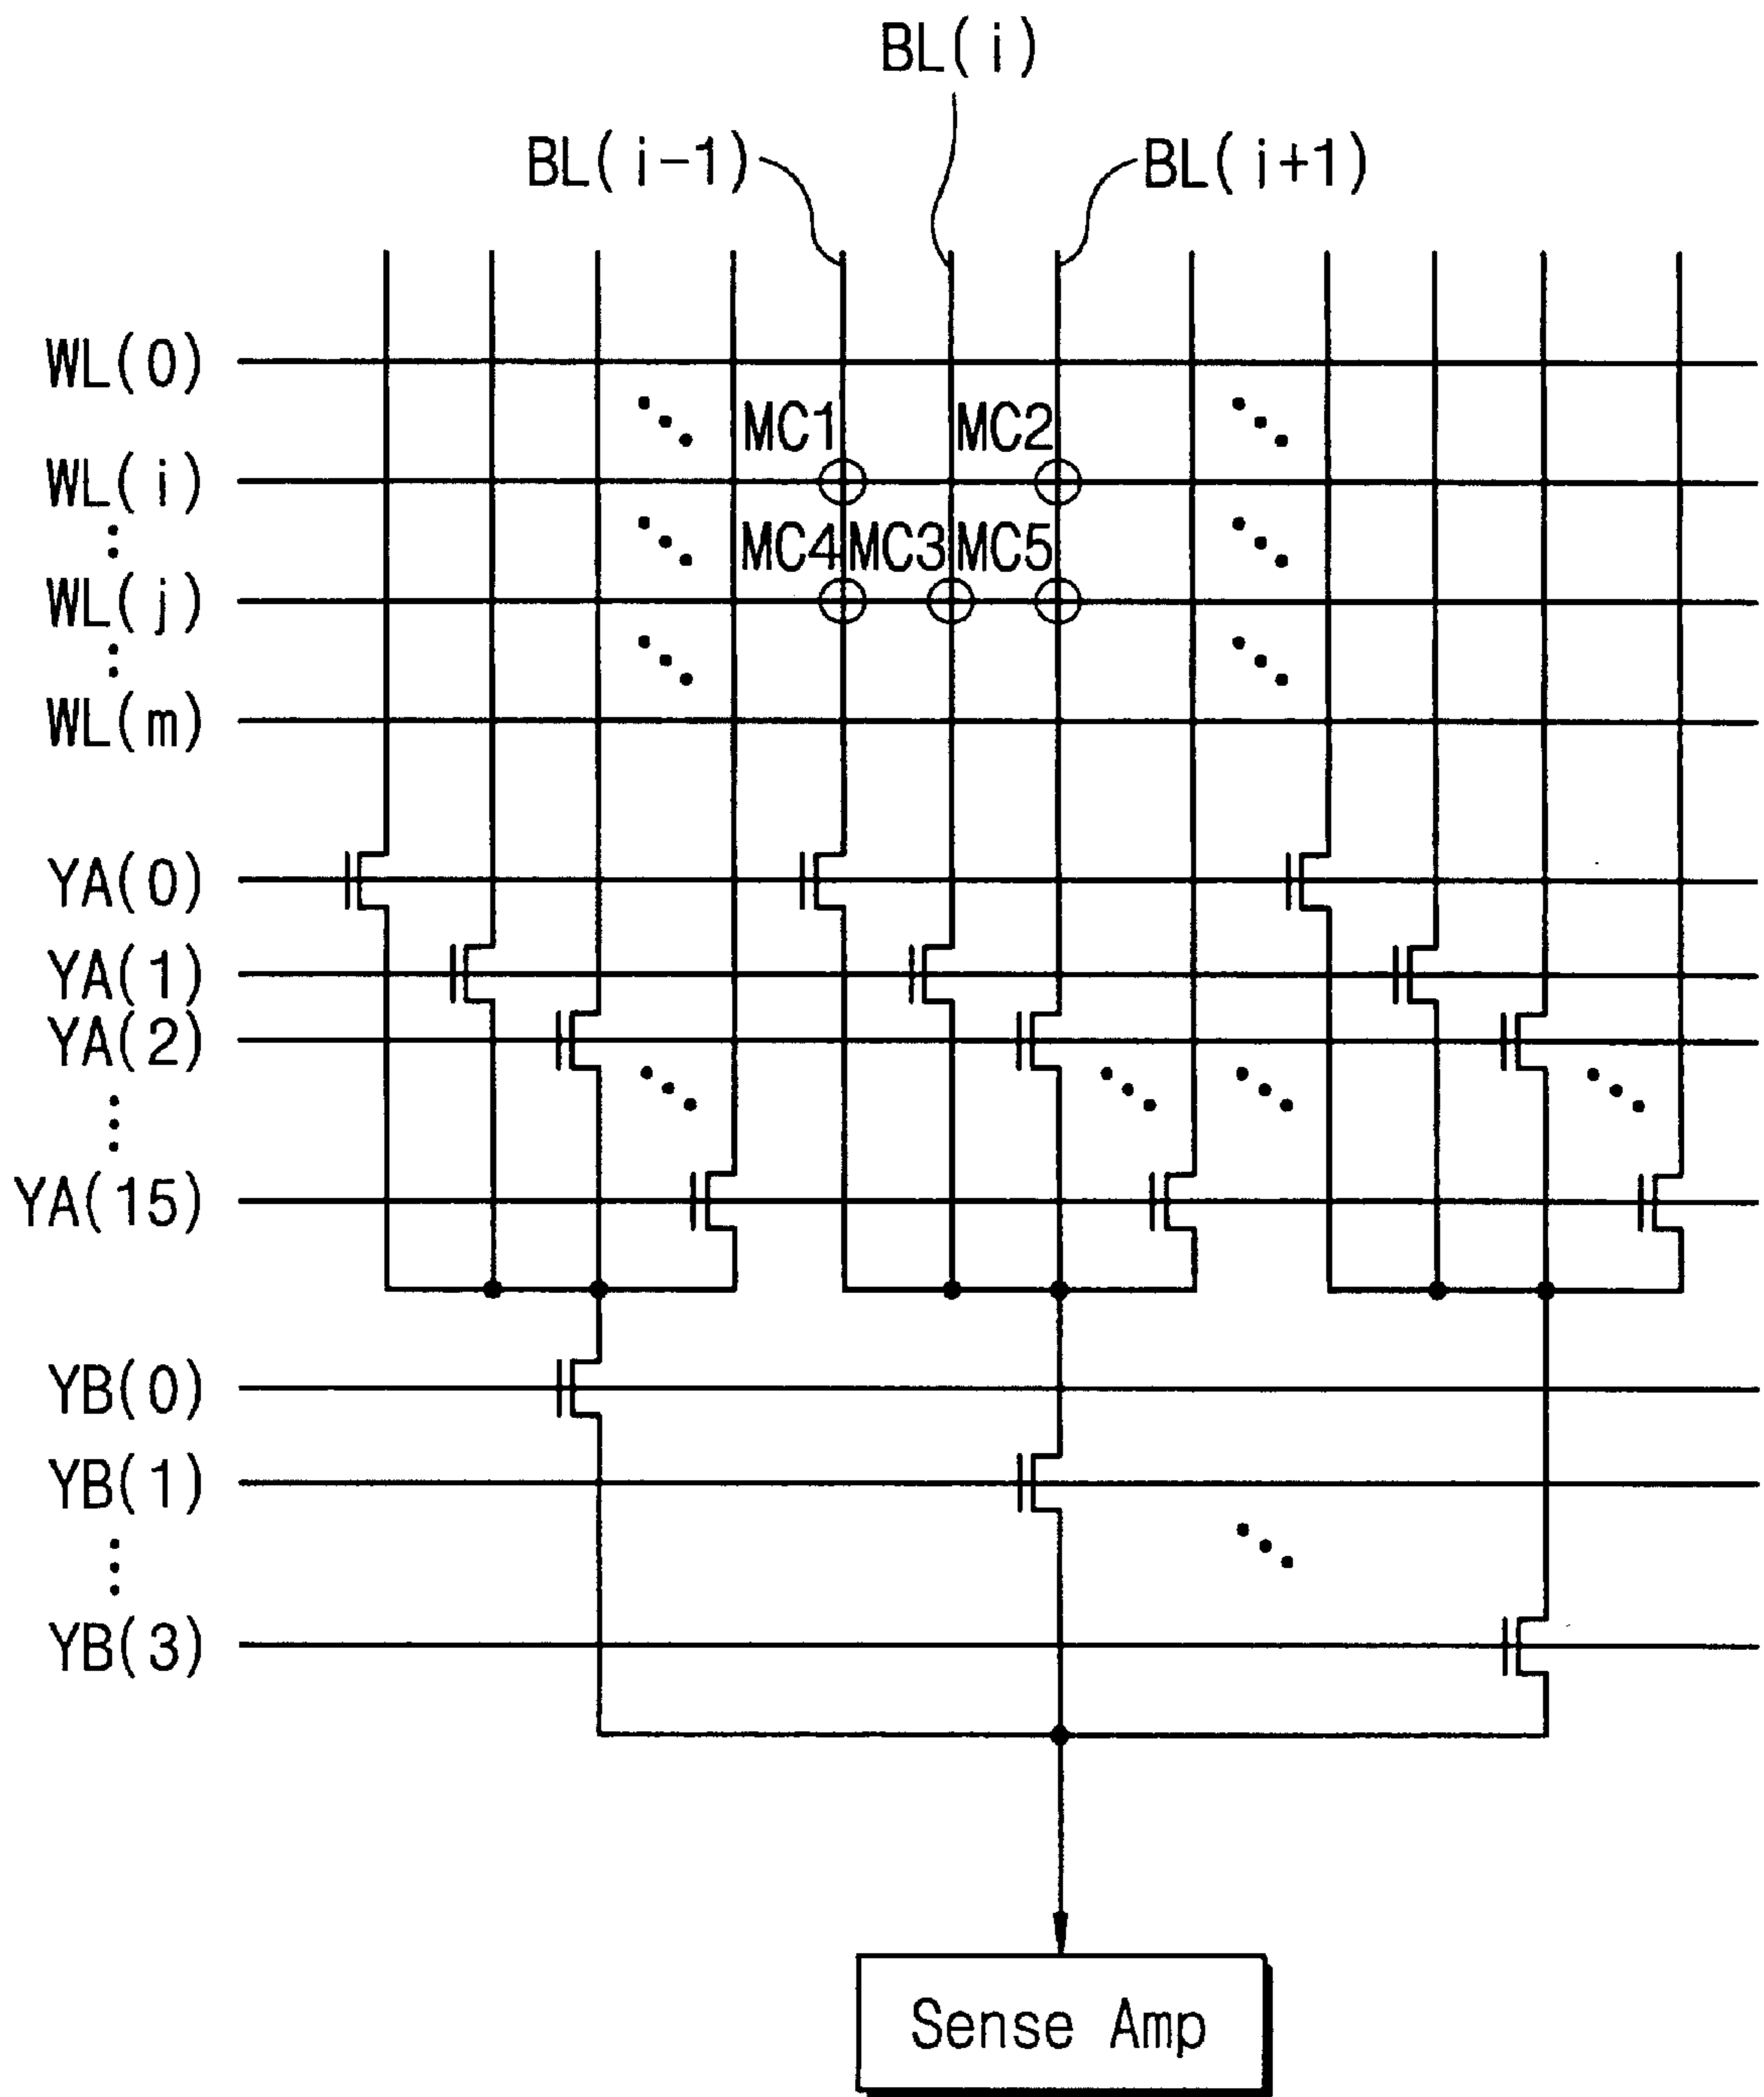 BL(i)
BL(i-1)
BL(i+1)
WL(0)
MC1 MC2
WL(i)
MC4 MC3 MC5
WL(j)
WL(m)
YA(0)
YA(1)
YA(2)
YA(15)
YB(0)
YB(1)
YB(3)
Sense Amp